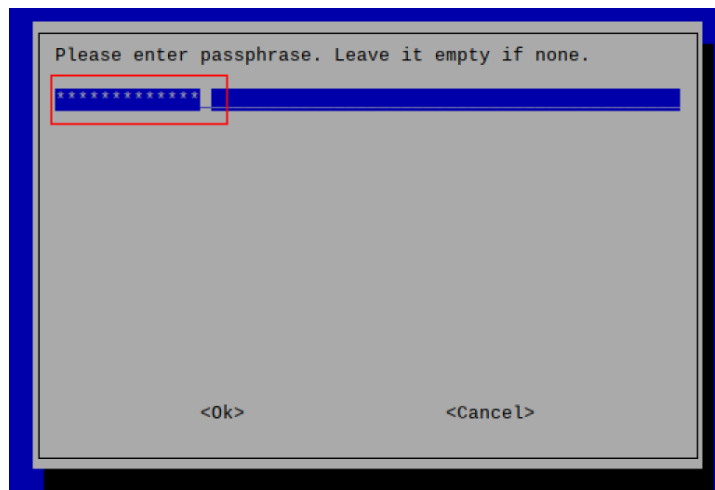 Please enter passphrase. Leave it empty if none.
*************
<Ok> <Cancel>